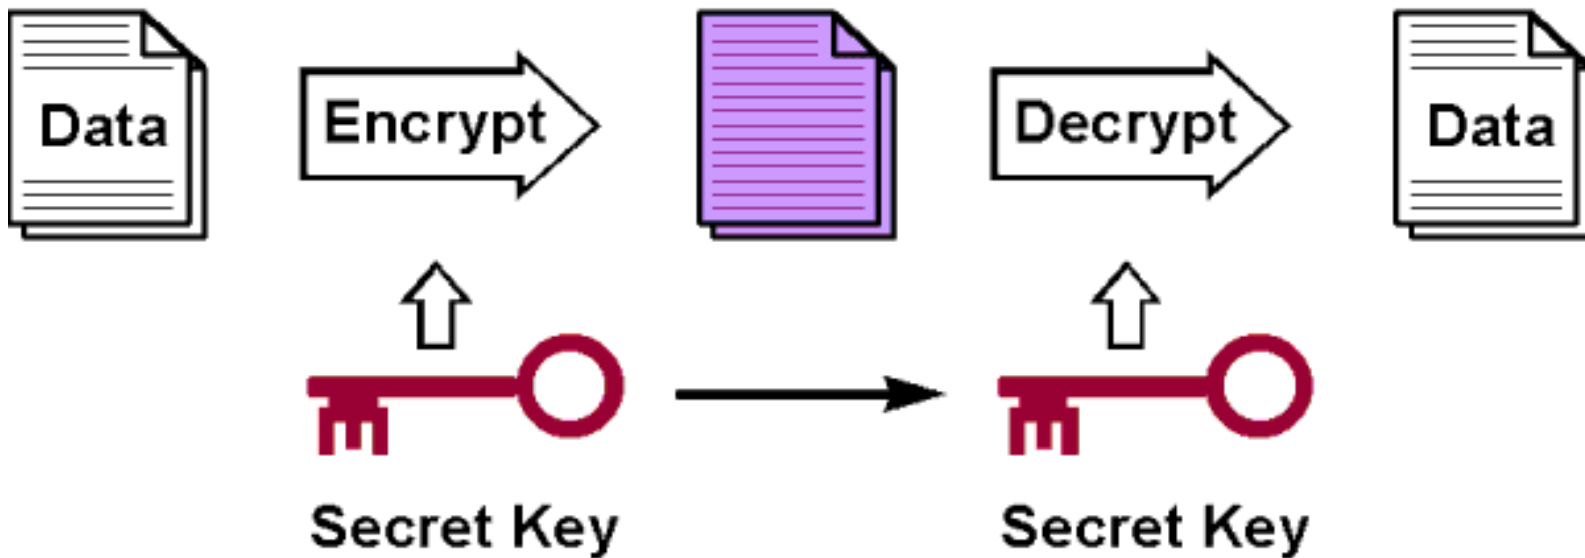 Data
Encrypt
Decrypt
Data
Secret Key
Secret Key